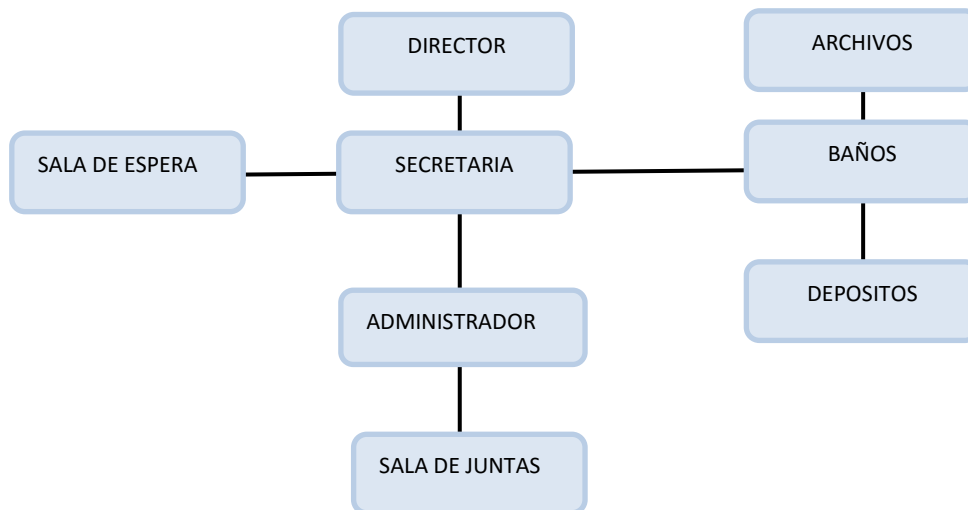 DIRECTOR
ARCHIVOS
SALA DE ESPERA
SECRETARIA
BAÑOS
ADMINISTRADOR
DEPOSITOS
SALA DE JUNTAS